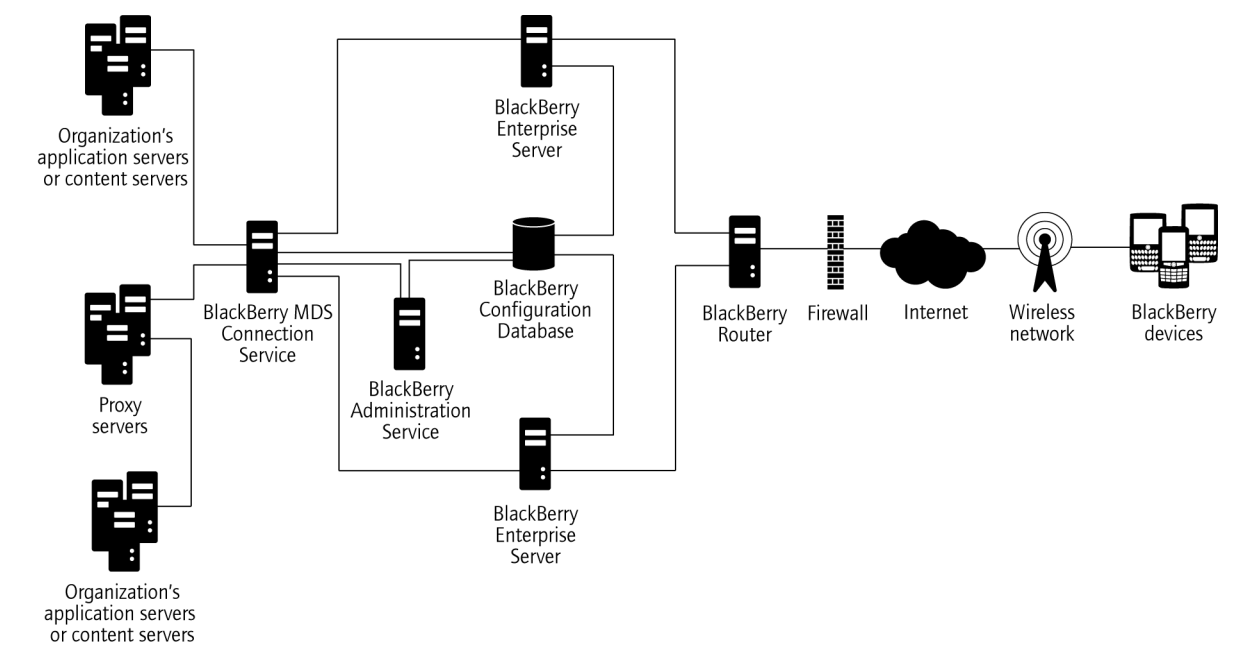 Organization's
application servers
or content servers
BlackBerry
Enterprise
Server
BlackBerry MDS
Connection
Service
BlackBerry
Configuration
Database
BlackBerry
Router
Firewall
Internet
Wireless
network
BlackBerry
devices
Proxy
servers
BlackBerry
Administration
Service
BlackBerry
Enterprise
Server
Organization's
application servers
or content servers